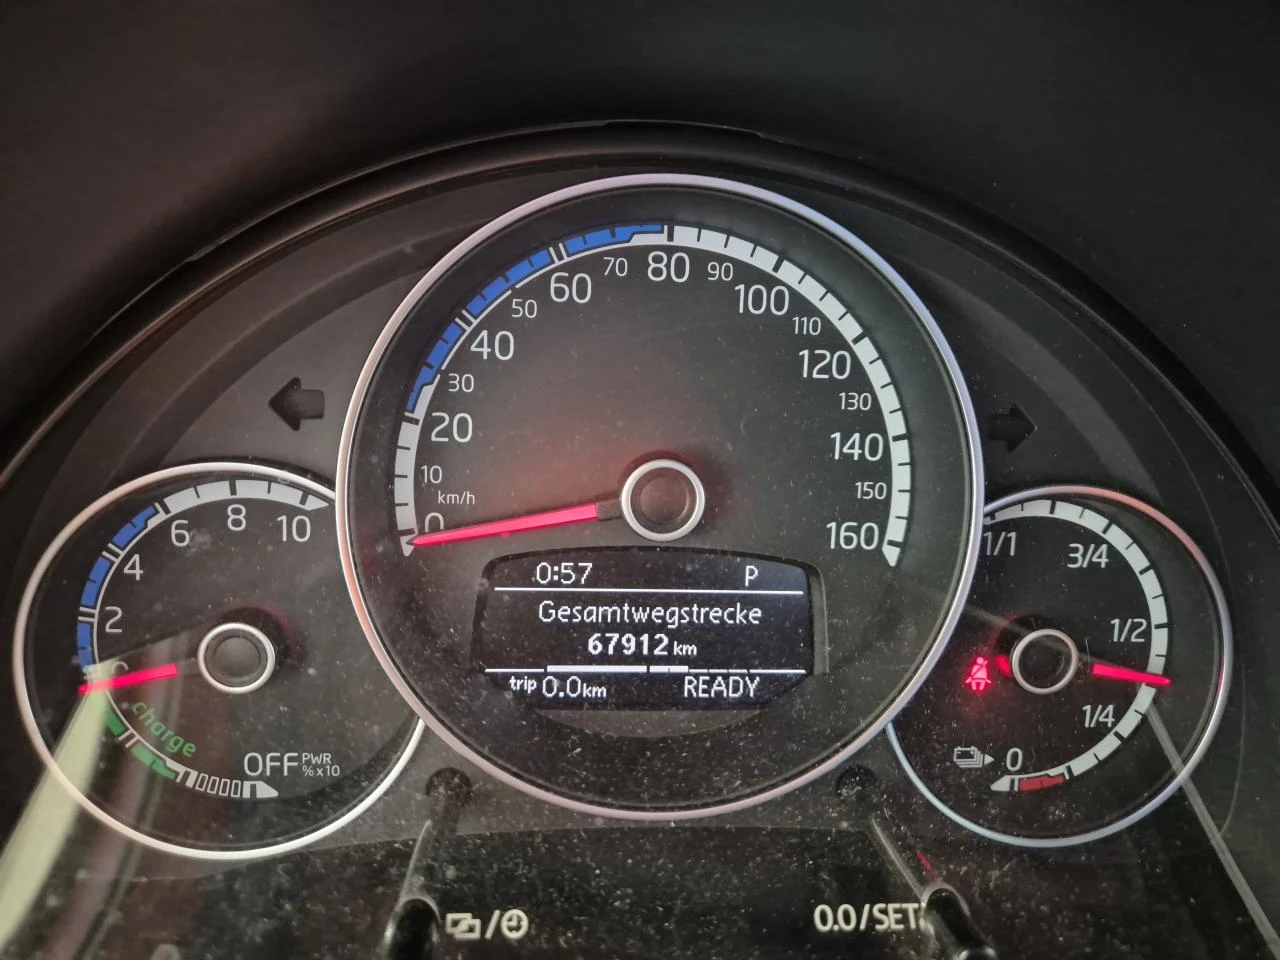 0
10
20
30
40
50
60
70
80
90
100
110
120
130
140
150
160
km/h
0:57
P
Gesamtwegstrecke
67912 km
trip 0.0km
READY
0
2
4
6
8
10
charge
OFF
PWR
% x10
1/1
3/4
1/2
1/4
0
0.0/SET